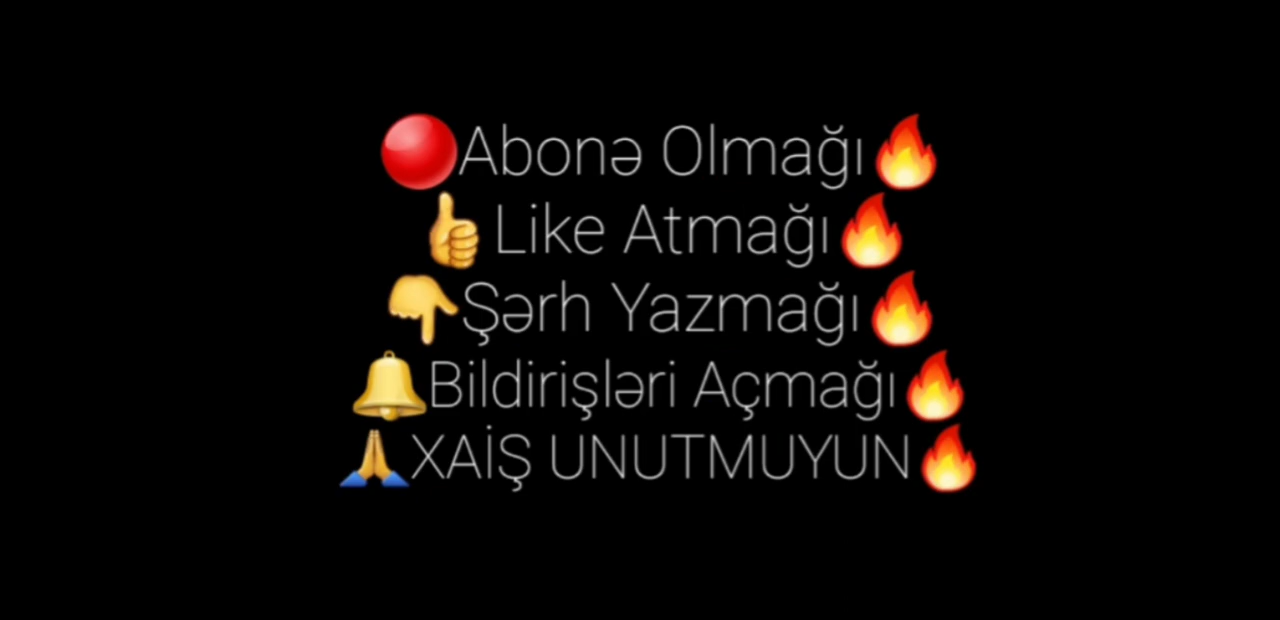 🔴Abonə Olmağı🔥
👍Like Atmağı🔥
👇Şərh Yazmağı🔥
🔔Bildirişləri Açmağı🔥
🙏XAİŞ UNUTMUYUN🔥